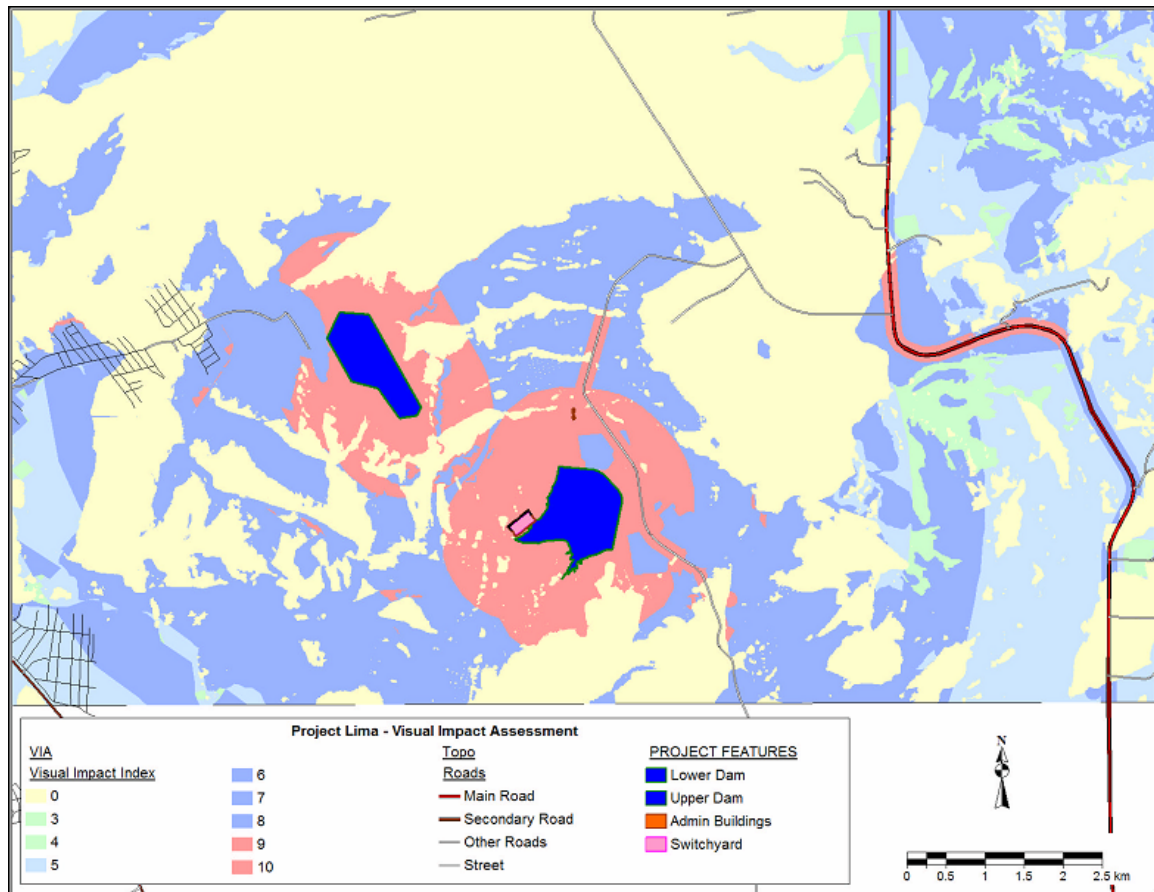 N
Project Lima - Visual Impact Assessment
VIA
Visual Impact Index
0
3
4
5
6
7
8
9
10
Topo
Roads
Main Road
Secondary Road
Other Roads
Street
PROJECT FEATURES
Lower Dam
Upper Dam
Admin Buildings
Switchyard
0 0.5 1 1.5 2 2.5 km